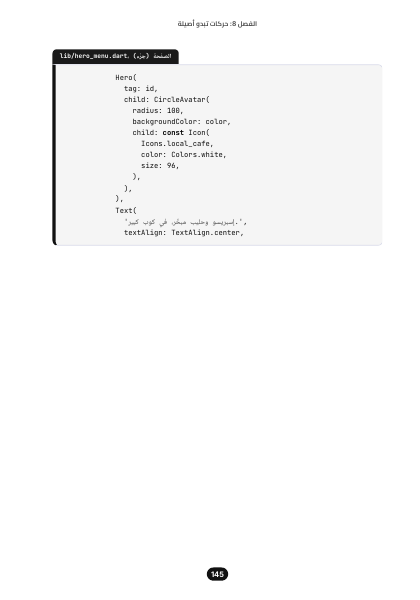 الفصل 8: حركات تبدو أصيلة
lib/hero_menu.dart، الصفحة (جزء)
Hero(
tag: id,
child: CircleAvatar(
radius: 100,
backgroundColor: color,
child: const Icon(
Icons.local_cafe,
color: Colors.white,
size: 96,
),
),
),
Text(
'إسبريسو وحليب مبخّر، في كوب كبير.',
textAlign: TextAlign.center,
145